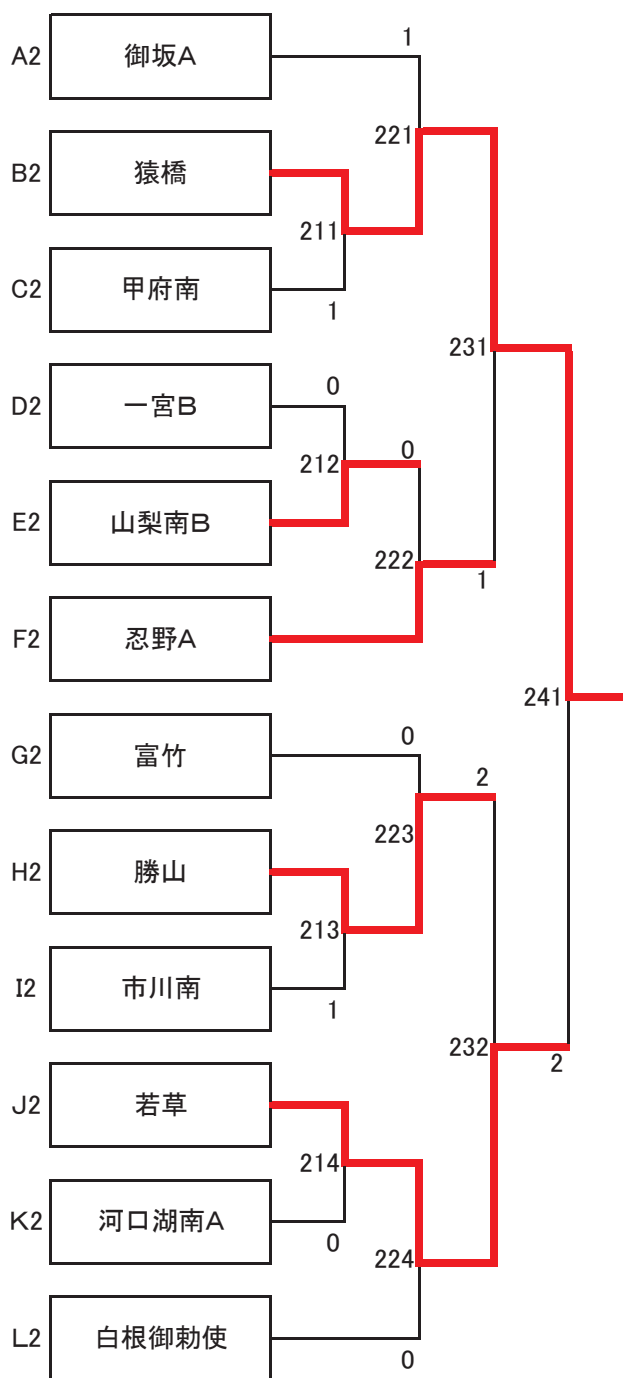 1
A2 御坂A
221
B2 猿橋
211
C2 甲府南
1
231
D2 一宮B
0
212
0
E2 山梨南B
222
1
F2 忍野A
241
G2 富竹
0
2
223
H2 勝山
213
I2 市川南
1
232
2
J2 若草
214
K2 河口湖南A
0
224
L2 白根御勅使
0